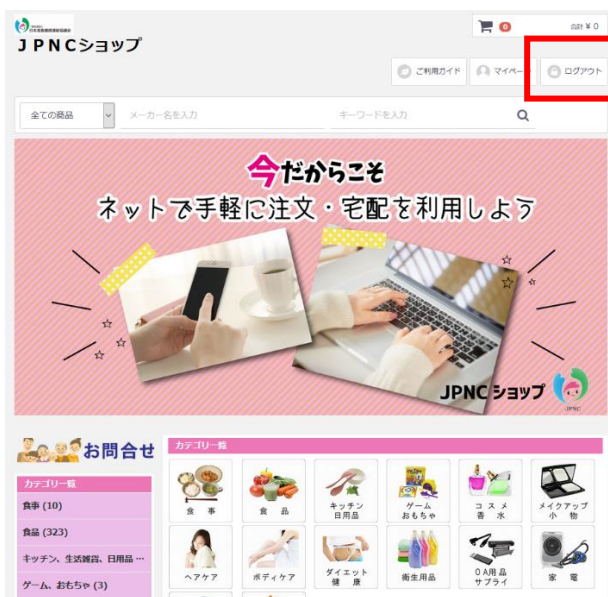 JPNCショップ
0
合計 ¥ 0
ご利用ガイド
マイペー
ログアウト
全ての商品
メーカー名を入力
キーワードを入力
今だからこそ
ネットで手軽に注文・宅配を利用しよう
JPNCショップ
JPNC
お問合せ
カテゴリ一覧
食事 (10)
食品 (323)
キッチン、生活雑貨、日用品 …
ゲーム、おもちゃ (3)
カテゴリ一覧
食 事
食 品
キッチン
日用品
ゲーム
おもちゃ
コ ス メ
香 水
メイクアップ
小 物
ヘアケア
ボディケア
ダイエット
健 康
衛生用品
OA用品
サプライ
家 電